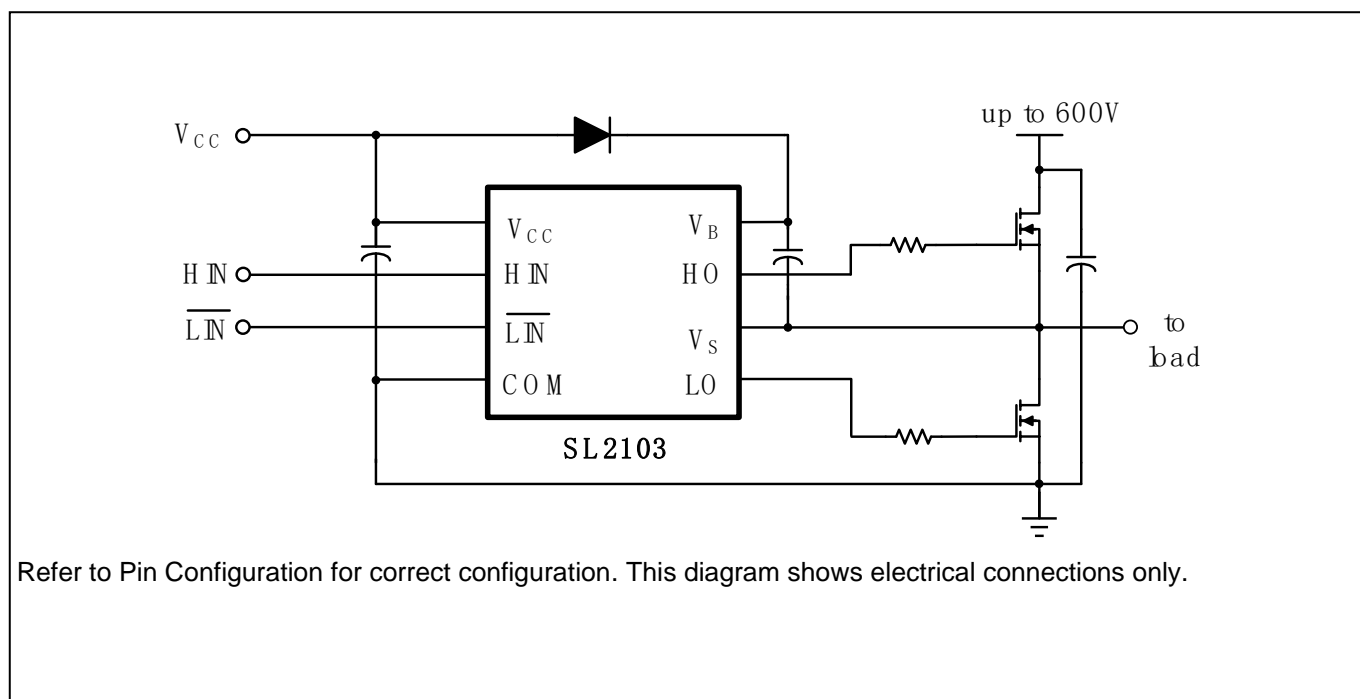 up to 600V
VCC
VCC
VB
HIN
HIN
HO
LIN
LIN
VS
to
load
COM
LO
SL2103
Refer to Pin Configuration for correct configuration. This diagram shows electrical connections only.